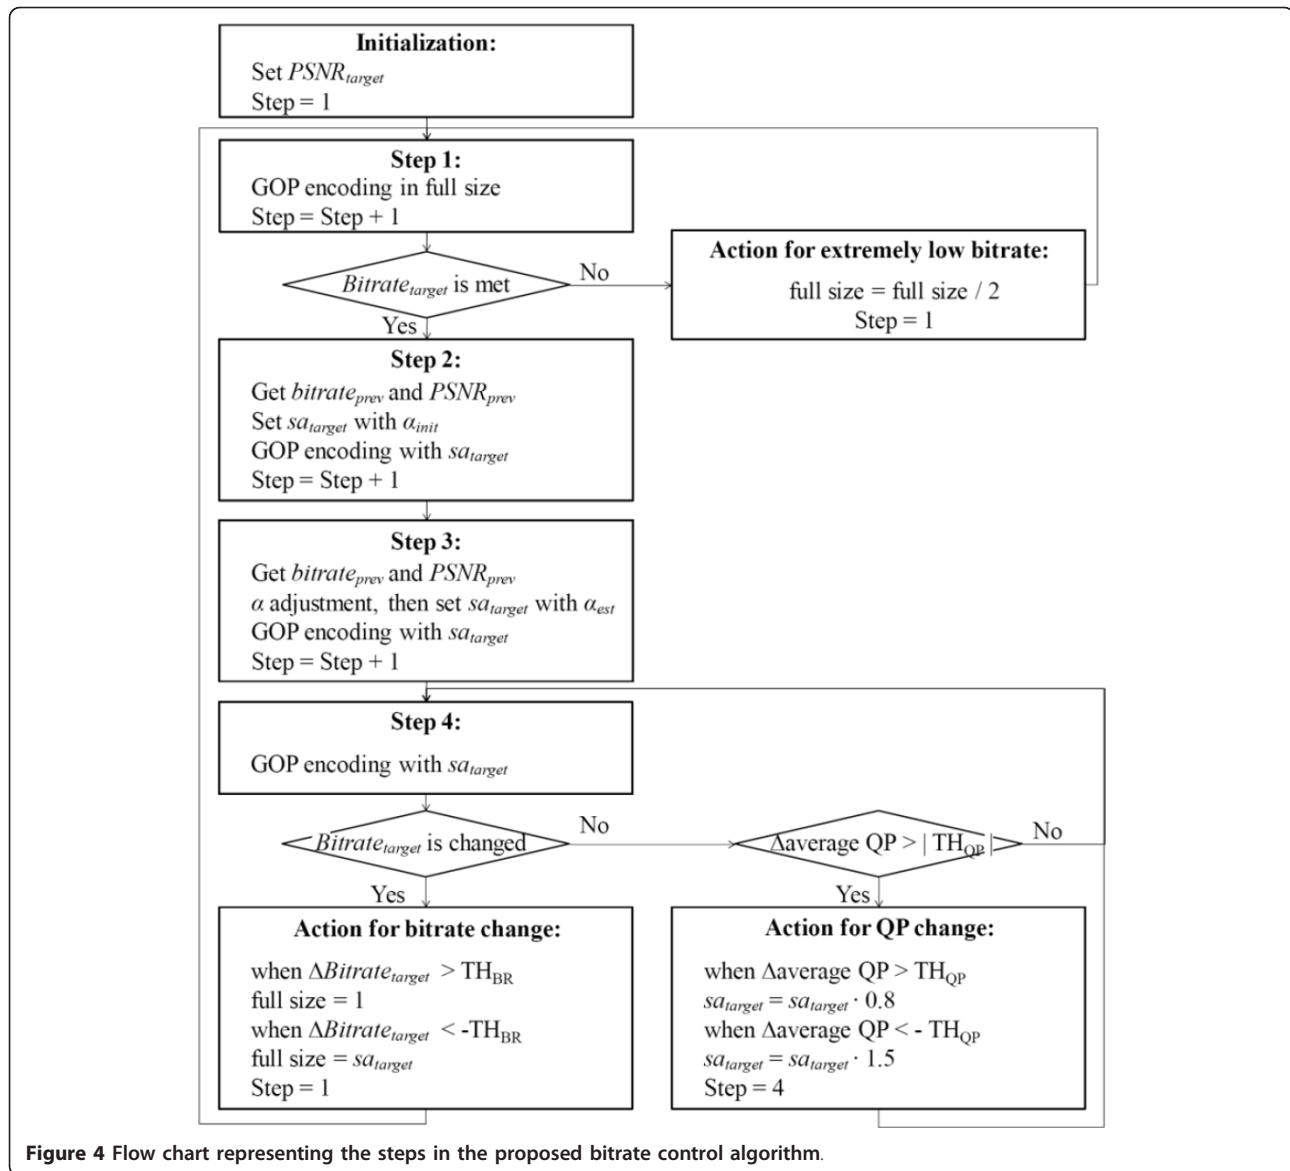 Initialization:
Set PSNRtarget
Step = 1
Step 1:
GOP encoding in full size
Step = Step + 1
Bitratetarget is met
No
Yes
Action for extremely low bitrate:
full size = full size / 2
Step = 1
Step 2:
Get bitrateprev and PSNRprev
Set satarget with αinit
GOP encoding with satarget
Step = Step + 1
Step 3:
Get bitrateprev and PSNRprev
α adjustment, then set satarget with αest
GOP encoding with satarget
Step = Step + 1
Step 4:
GOP encoding with satarget
Bitratetarget is changed
No
Δaverage QP > | THQP |
No
Yes
Yes
Action for bitrate change:
when ΔBitratetarget > THBR
full size = 1
when ΔBitratetarget < -THBR
full size = satarget
Step = 1
Action for QP change:
when Δaverage QP > THQP
satarget = satarget · 0.8
when Δaverage QP < - THQP
satarget = satarget · 1.5
Step = 4
Figure 4 Flow chart representing the steps in the proposed bitrate control algorithm.